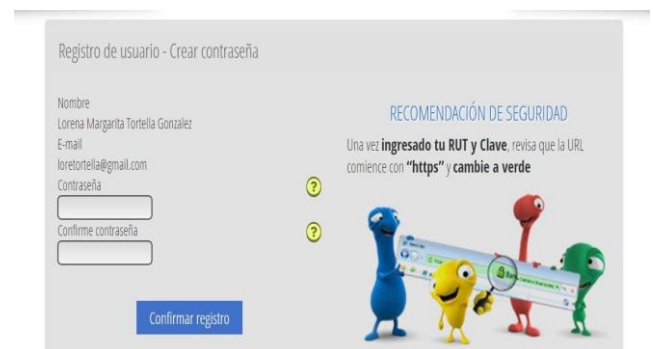 Registro de usuario - Crear contraseña
Nombre
Lorena Margarita Tortella Gonzalez
E-mail
loretortella@gmail.com
Contraseña
?
Confirme contraseña
?
Confirmar registro
RECOMENDACIÓN DE SEGURIDAD
Una vez ingresado tu RUT y Clave, revisa que la URL
comience con “https” y cambie a verde